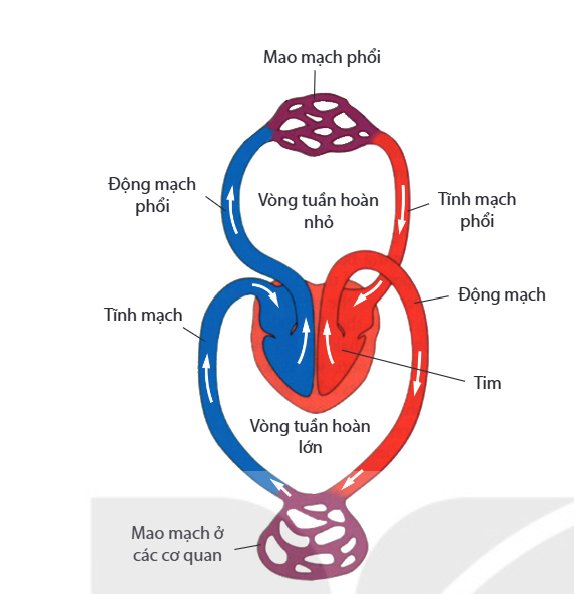 Mao mạch phổi
Động mạch
phổi
Vòng tuần hoàn
nhỏ
Tĩnh mạch
phổi
Động mạch
Tĩnh mạch
Tim
Vòng tuần hoàn
lớn
Mao mạch ở
các cơ quan